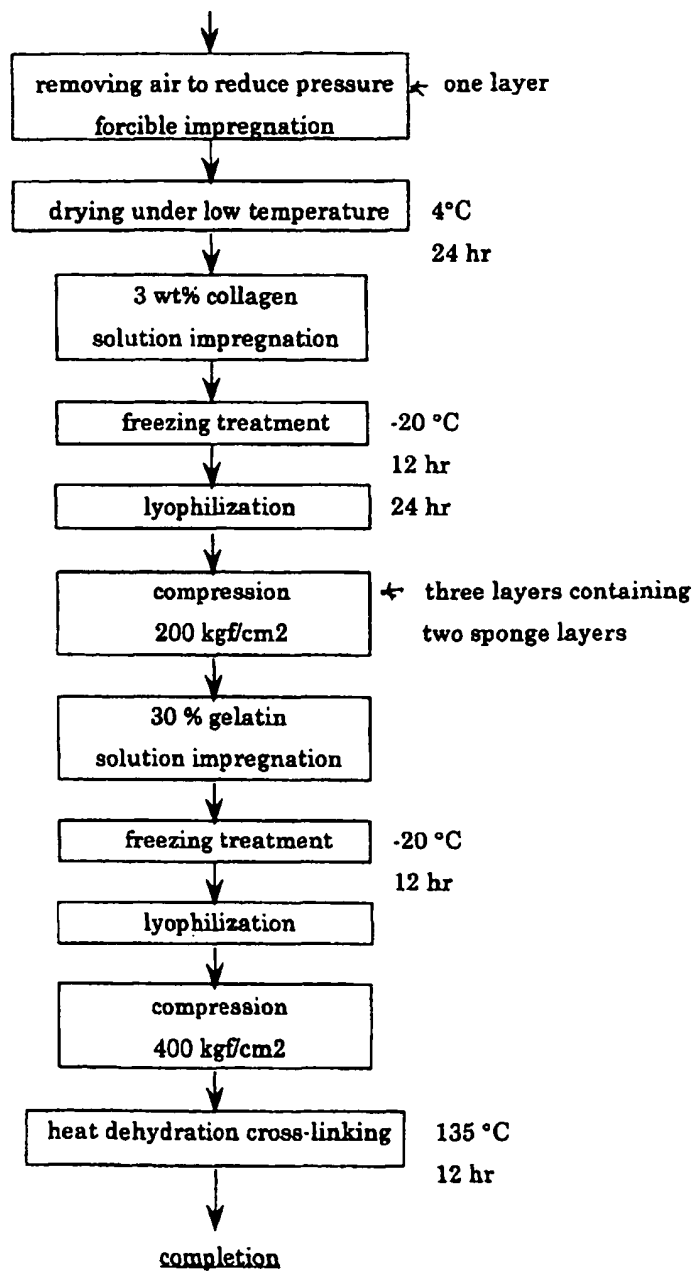 removing air to reduce pressure ← one layer
forcible impregnation
drying under low temperature 4°C
24 hr
3 wt% collagen
solution impregnation
freezing treatment -20 °C
12 hr
lyophilization 24 hr
compression ← three layers containing
200 kgf/cm2 two sponge layers
30 % gelatin
solution impregnation
freezing treatment -20 °C
12 hr
lyophilization
compression
400 kgf/cm2
heat dehydration cross-linking 135 °C
12 hr
completion